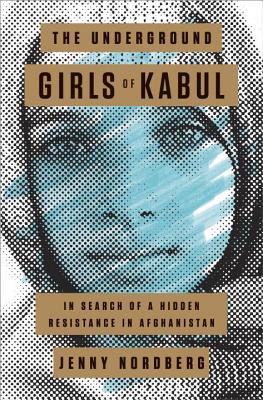 THE UNDERGROUND
GIRLS OF KABUL
IN SEARCH OF A HIDDEN
RESISTANCE IN AFGHANISTAN
JENNY NORDBERG